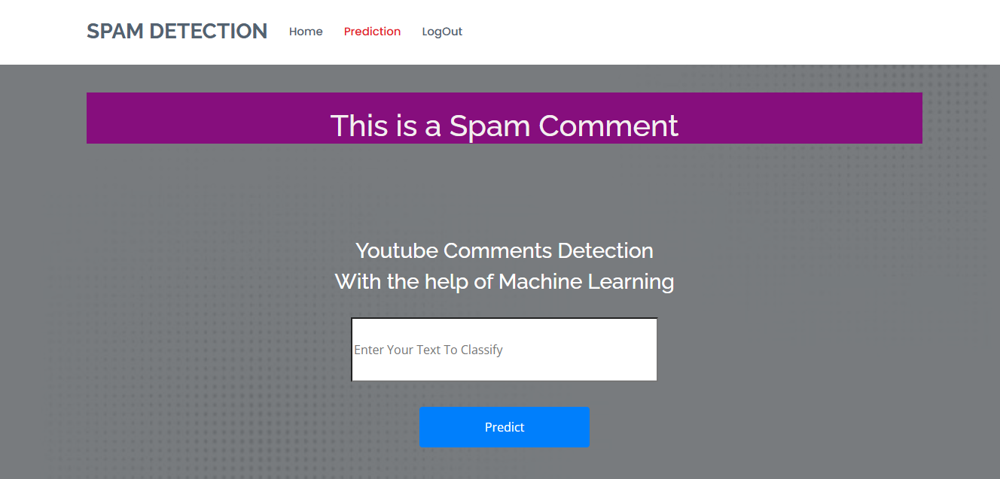 SPAM DETECTION Home Prediction LogOut
This is a Spam Comment
Youtube Comments Detection
With the help of Machine Learning
Enter Your Text To Classify
Predict